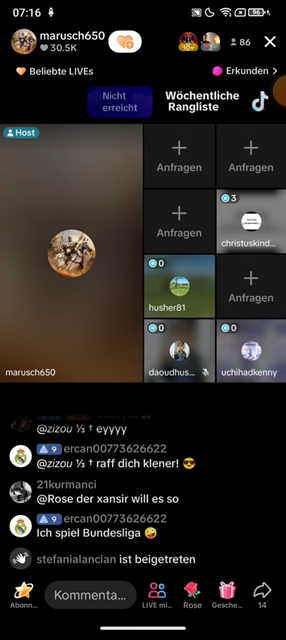 07:16
96
marusch650
30.5K
86
Beliebte LIVEs
Erkunden >
Nicht erreicht
Wöchentliche Rangliste
Host
Anfragen
Anfragen
Anfragen
3
christuskind...
0
husher81
Anfragen
marusch650
0
daoudhus...
0
uchihadkenny
@zizou ⅓ † eyyyy
9 ercan00773626622
@zizou ⅓ † raff dich klener! 😎
21kurmanci
@Rose der xansir will es so
9 ercan00773626622
Ich spiel Bundesliga 🤪
stefanialancian ist beigetreten
Abonn...
Kommenta...
LIVE mi...
Rose
Gesche...
14